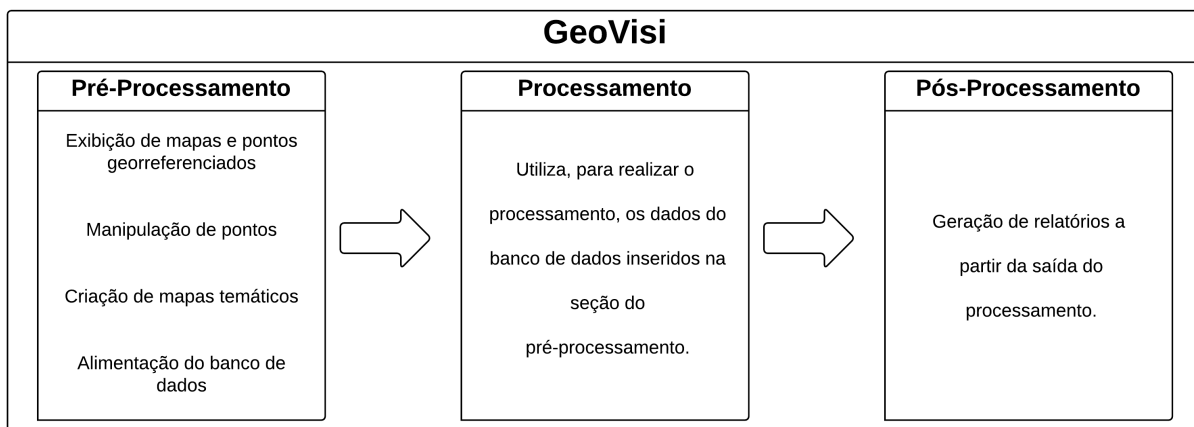 GeoVisi
Pré-Processamento
Exibição de mapas e pontos
georreferenciados
Manipulação de pontos
Criação de mapas temáticos
Alimentação do banco de
dados
Processamento
Utiliza, para realizar o
processamento, os dados do
banco de dados inseridos na
seção do
pré-processamento.
Pós-Processamento
Geração de relatórios a
partir da saída do
processamento.